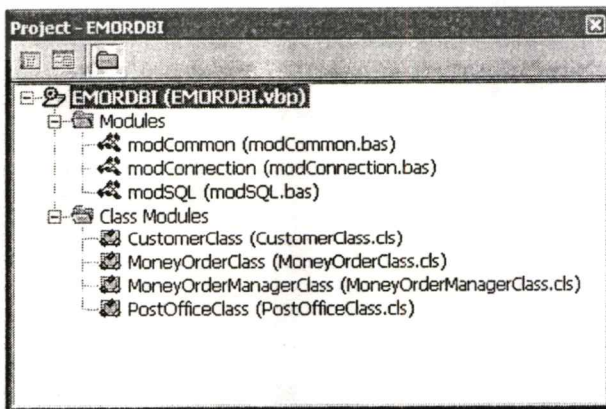 Project - EMORDBI
EMORDBI (EMORDBI.vbp)
Modules
modCommon (modCommon.bas)
modConnection (modConnection.bas)
modSQL (modSQL.bas)
Class Modules
CustomerClass (CustomerClass.cls)
MoneyOrderClass (MoneyOrderClass.cls)
MoneyOrderManagerClass (MoneyOrderManagerClass.cls)
PostOfficeClass (PostOfficeClass.cls)